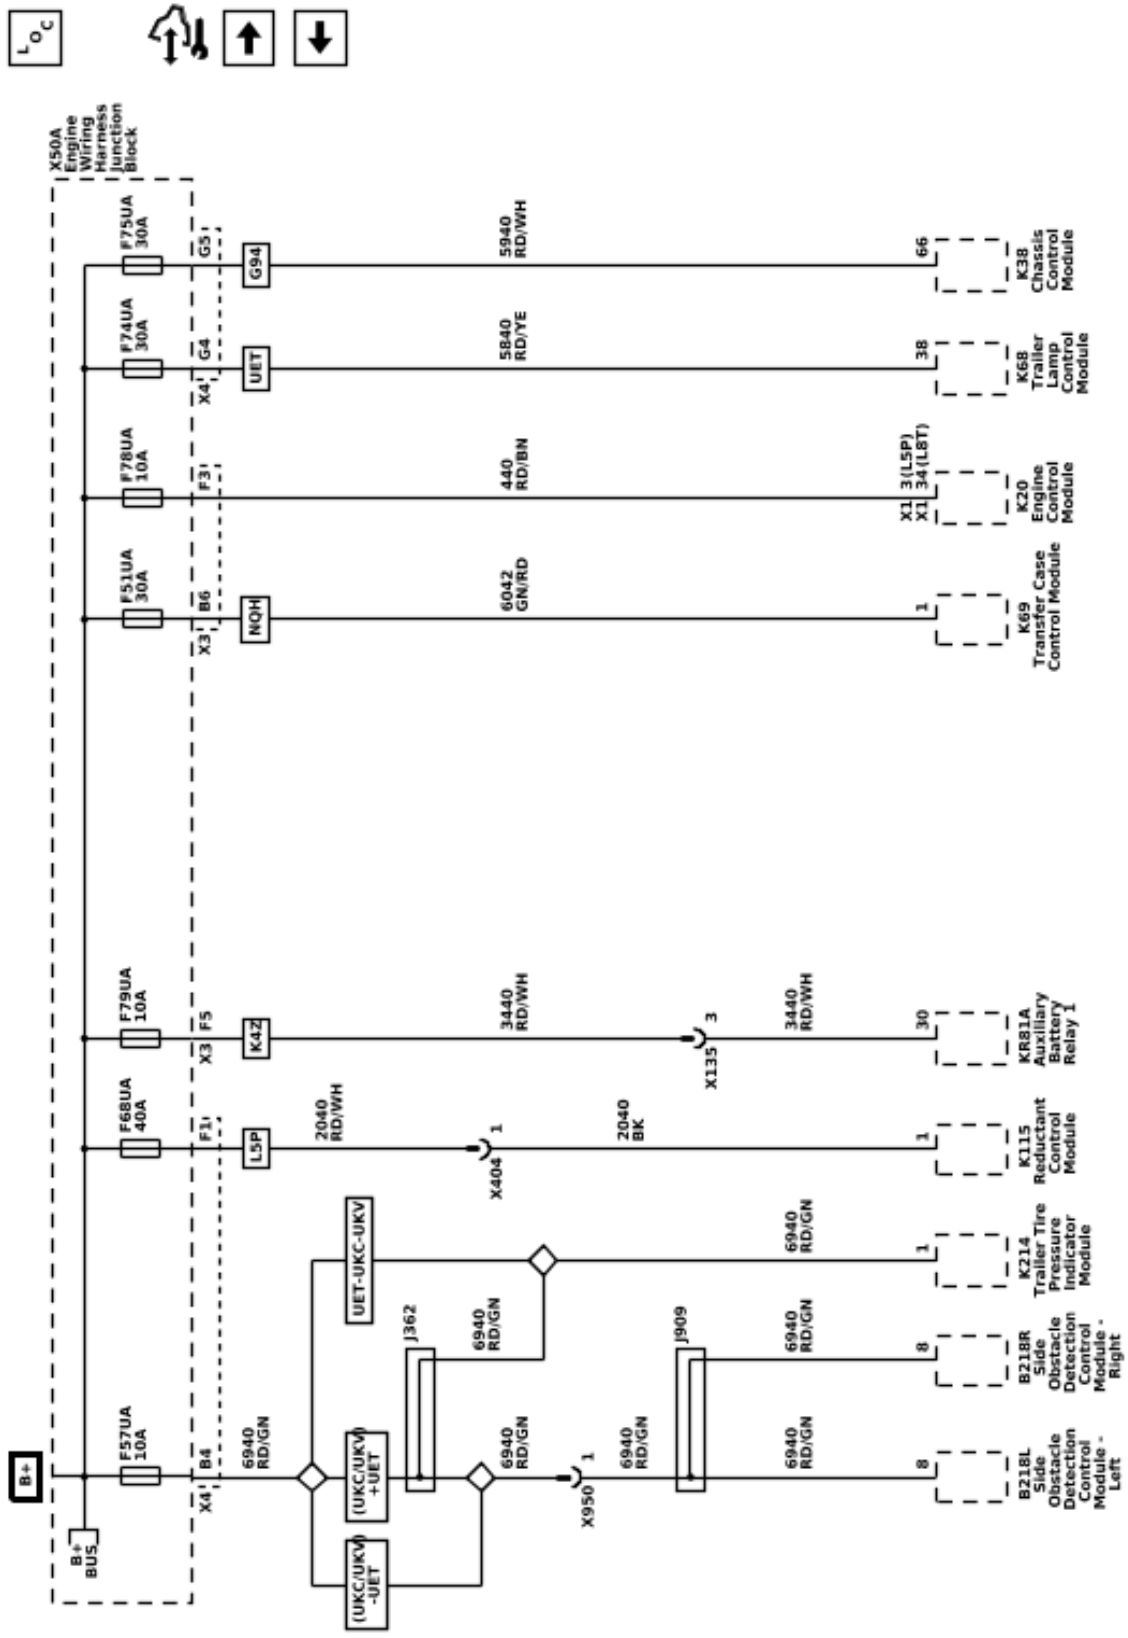 LOC
B+
B+
BUS
F57UA
10A
F68UA
40A
F79UA
10A
F51UA
30A
F78UA
10A
F74UA
30A
F75UA
30A
X50A
Engine
Wiring
Harness
Junction
Block
X4
B4
F1
X3
F5
X3
B6
F3
X4
G4
G5
6940
RD/GN
L5P
K4Z
NQH
UET
G94
(UKC/UKV)
-UET
(UKC/UKV)
+UET
UET-UKC-UKV
2040
RD/WH
J362
6940
RD/GN
X404
1
6940
RD/GN
3440
RD/WH
6042
GN/RD
440
RD/BN
5840
RD/YE
5940
RD/WH
X950
1
6940
RD/GN
2040
BK
J909
X135
3
6940
RD/GN
6940
RD/GN
6940
RD/GN
3440
RD/WH
8
8
1
1
30
1
X1 3(L5P)
X1 34(L8T)
38
66
B218L
Side
Obstacle
Detection
Control
Module -
Left
B218R
Side
Obstacle
Detection
Control
Module -
Right
K214
Trailer Tire
Pressure
Indicator
Module
K115
Reductant
Control
Module
KR81A
Auxiliary
Battery
Relay 1
K69
Transfer Case
Control Module
K20
Engine
Control
Module
K68
Trailer
Lamp
Control
Module
K38
Chassis
Control
Module